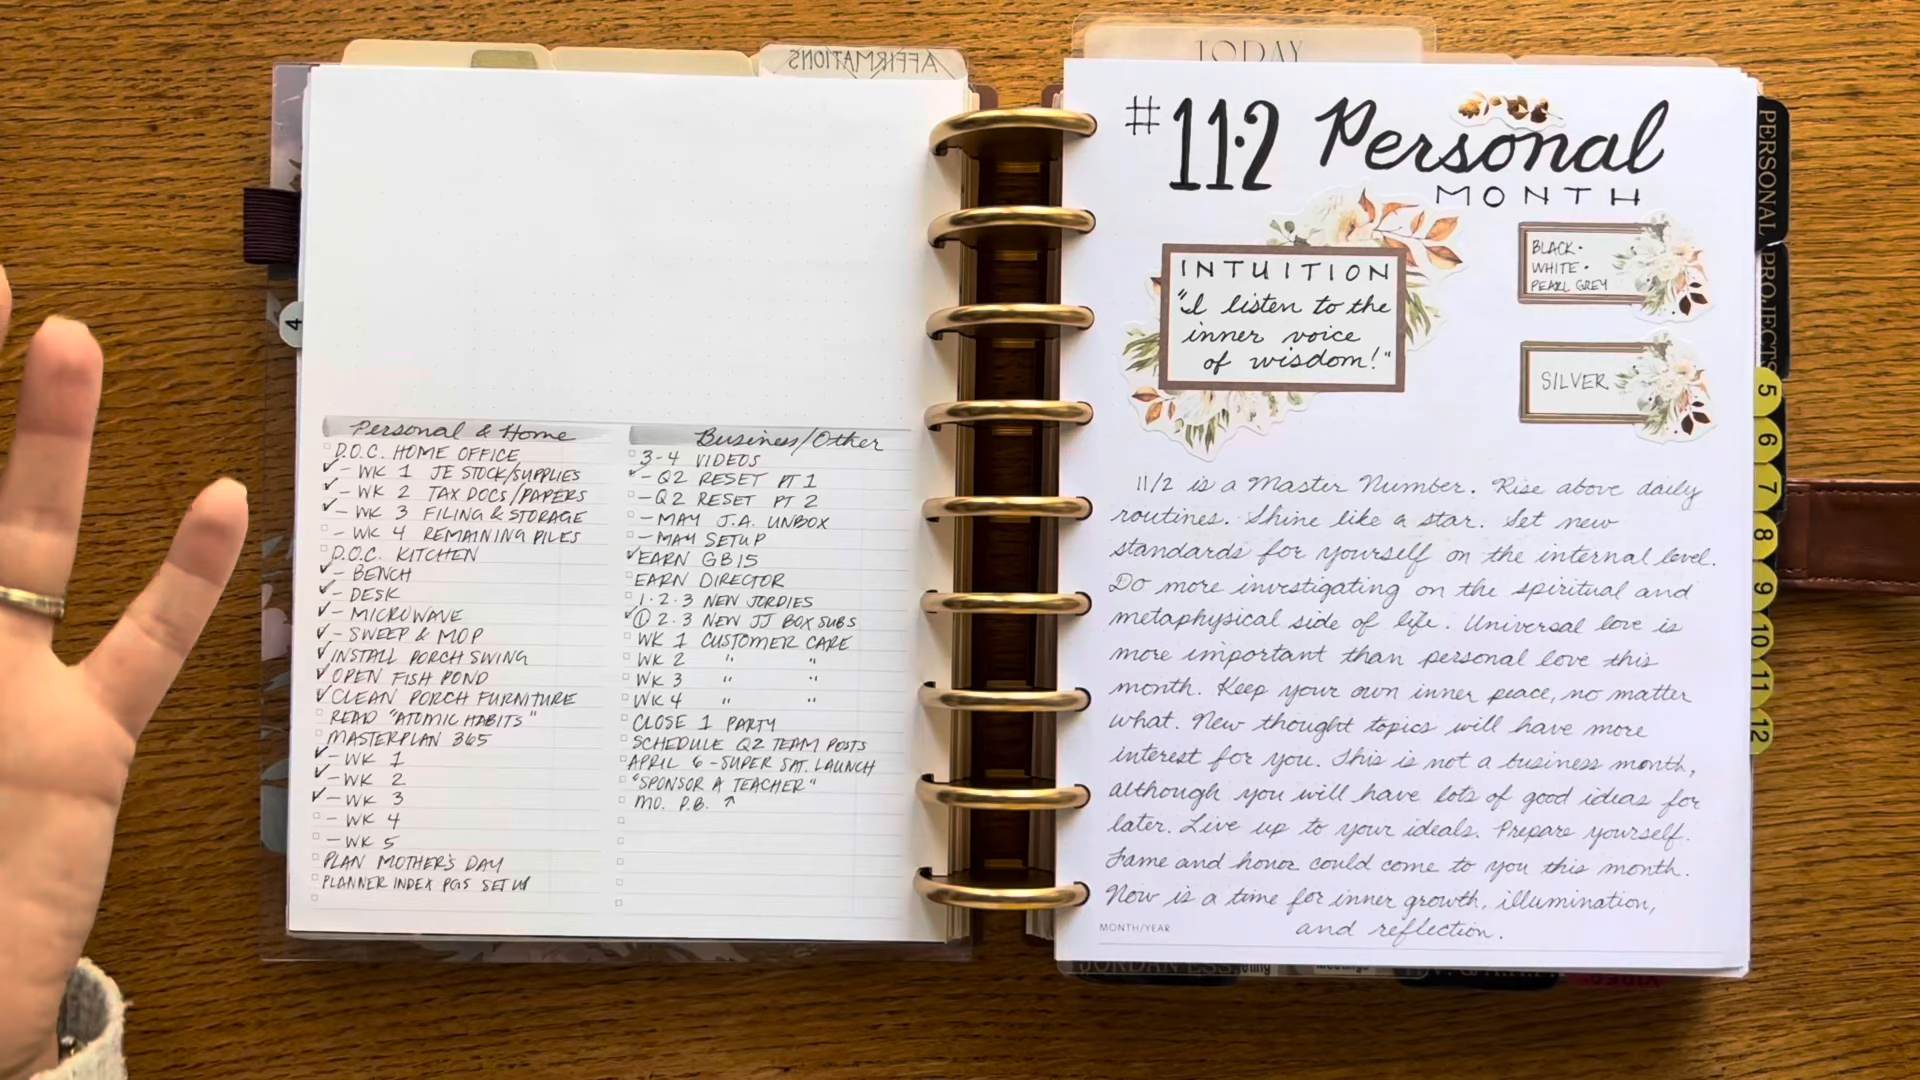 AFFIRMATIONS
4
Personal & Home
D.O.C. HOME OFFICE
- WK 1 JE STOCK/SUPPLIES
- WK 2 TAX DOCS/PAPERS
- WK 3 FILING & STORAGE
- WK 4 REMAINING PILES
D.O.C. KITCHEN
- BENCH
- DESK
- MICROWAVE
- SWEEP & MOP
INSTALL PORCH SWING
OPEN FISH POND
CLEAN PORCH FURNITURE
READ "ATOMIC HABITS"
MASTERPLAN 365
- WK 1
- WK 2
- WK 3
- WK 4
- WK 5
PLAN MOTHER'S DAY
PLANNER INDEX PGS SET UP
Business/Other
3-4 VIDEOS
- Q2 RESET PT 1
- Q2 RESET PT 2
- MAY J.A. UNBOX
- MAY SETUP
EARN GB15
EARN DIRECTOR
1·2·3 NEW JORDIES
① 2·3 NEW JJ BOX SUBS
WK 1 CUSTOMER CARE
WK 2 " "
WK 3 " "
WK 4 " "
CLOSE 1 PARTY
SCHEDULE Q2 TEAM POSTS
APRIL 6 - SUPER SAT. LAUNCH
"SPONSOR A TEACHER"
MO. P.B. ↑
TODAY
#11·2 Personal
MONTH
INTUITION
"I listen to the
inner voice
of wisdom!"
BLACK·
WHITE·
PEARL GREY
SILVER
11/2 is a Master Number. Rise above daily
routines. Shine like a star. Set new
standards for yourself on the internal level.
Do more investigating on the spiritual and
metaphysical side of life. Universal love is
more important than personal love this
month. Keep your own inner peace, no matter
what. New thought topics will have more
interest for you. This is not a business month,
although you will have lots of good ideas for
later. Live up to your ideals. Prepare yourself.
Fame and honor could come to you this month.
Now is a time for inner growth, illumination,
and reflection.
MONTH/YEAR
PERSONAL
PROJECTS
5
6
7
8
9
10
11
12